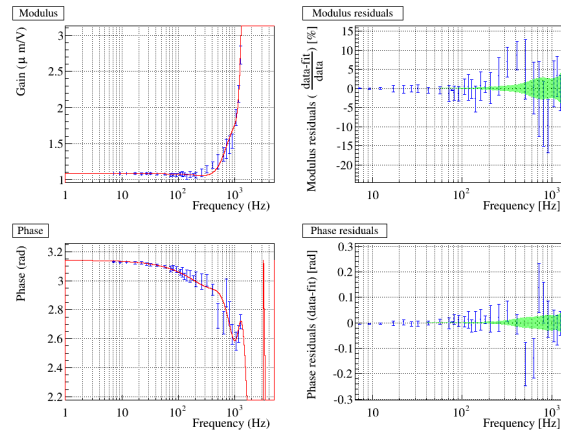 Modulus
Gain (μ m/V)
3
2.5
2
1.5
1
1 10 10² 10³
Frequency (Hz)
Modulus residuals
Modulus residuals (data-fit/data) [%]
15
10
5
0
-5
-10
-15
-20
10 10² 10³
Frequency [Hz]
Phase
Phase (rad)
3.2
3
2.8
2.6
2.4
2.2
1 10 10² 10³
Frequency (Hz)
Phase residuals
Phase residuals (data-fit) [rad]
0.3
0.2
0.1
0
-0.1
-0.2
-0.3
10 10² 10³
Frequency [Hz]